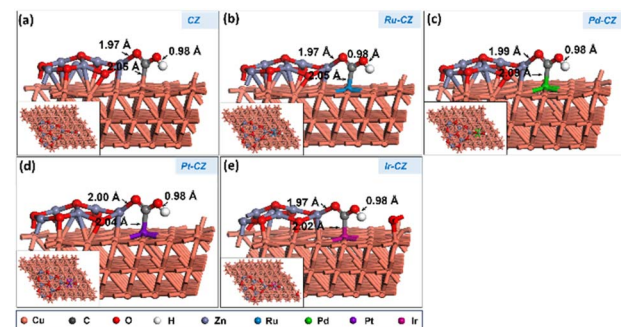 (a)
CZ
1.97 Å
0.98 Å
2.05 Å
(b)
Ru-CZ
1.97 Å
0.98 Å
2.05 Å
(c)
Pd-CZ
1.99 Å
0.98 Å
2.09 Å
(d)
Pt-CZ
2.00 Å
0.98 Å
2.04 Å
(e)
Ir-CZ
1.97 Å
0.98 Å
2.02 Å
Cu C O H Zn Ru Pd Pt Ir